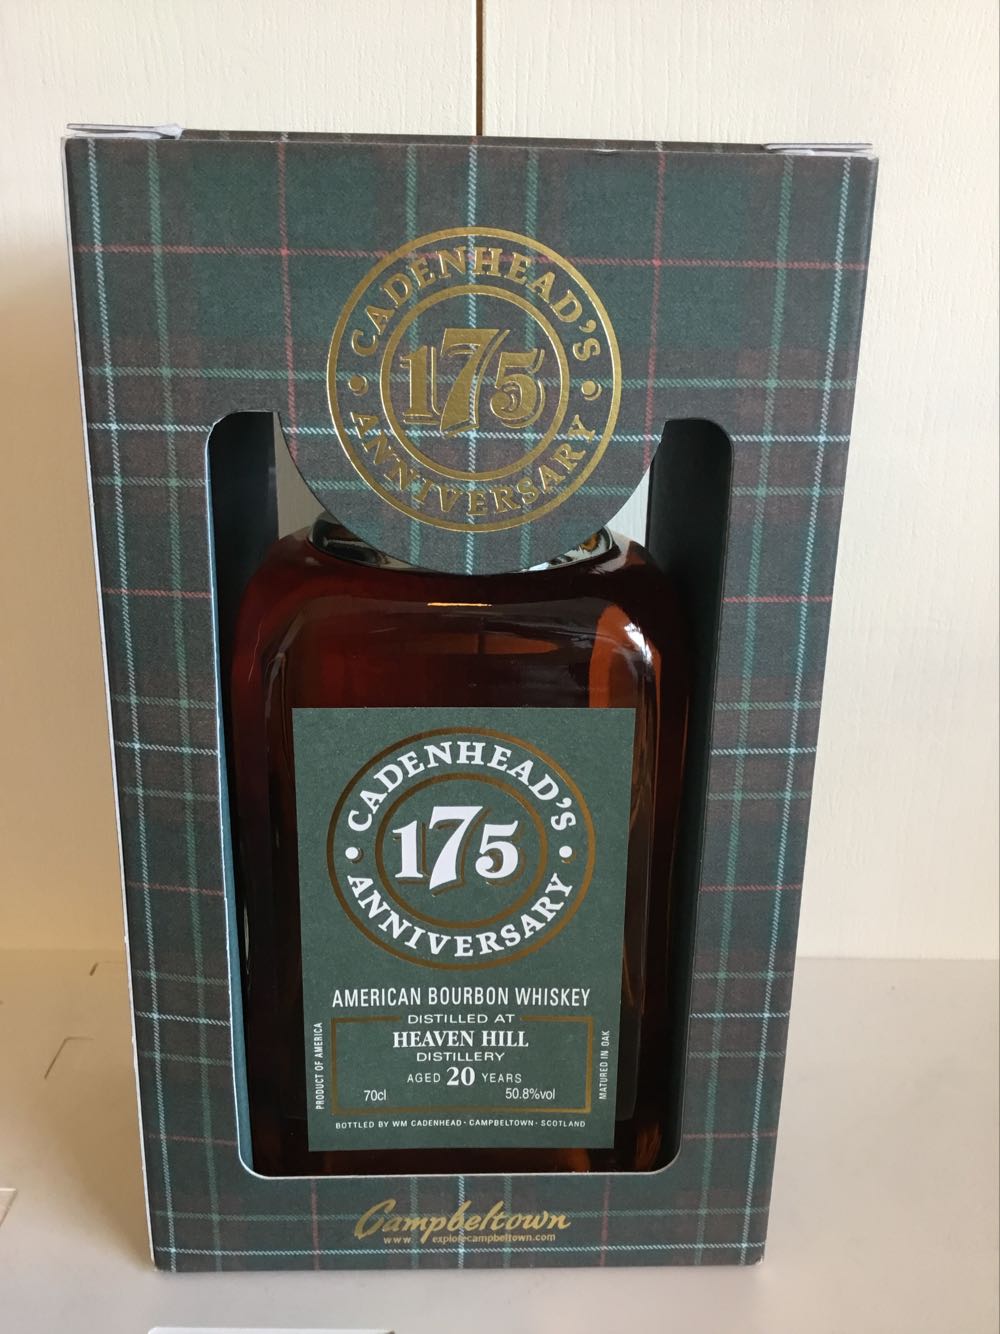 CADENHEAD'S
175
ANNIVERSARY
CADENHEAD'S
175
ANNIVERSARY
AMERICAN BOURBON WHISKEY
DISTILLED AT
HEAVEN HILL
DISTILLERY
AGED 20 YEARS
70cl 50.8%vol
PRODUCT OF AMERICA
MATURED IN OAK
BOTTLED BY WM CADENHEAD · CAMPBELTOWN · SCOTLAND
Campbeltown
www explorecampbeltown.com